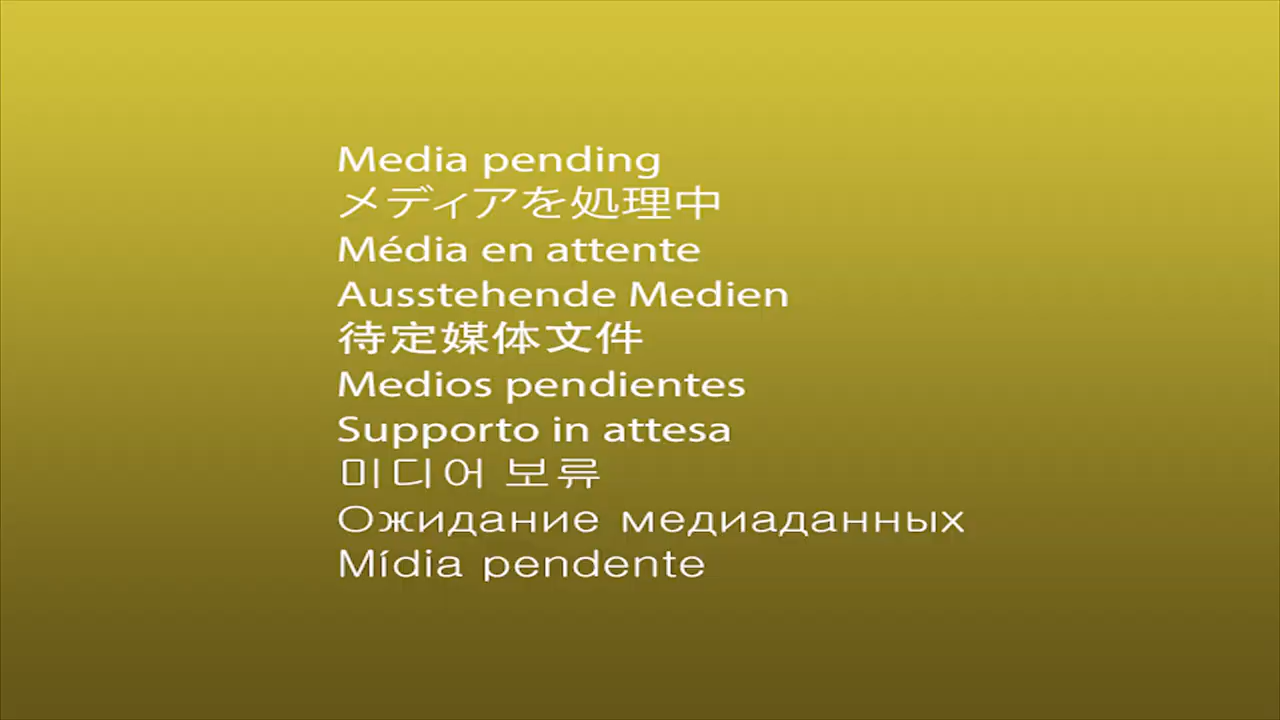 Media pending
メディアを処理中
Média en attente
Ausstehende Medien
待定媒体文件
Medios pendientes
Supporto in attesa
미디어 보류
Ожидание медиаданных
Mídia pendente